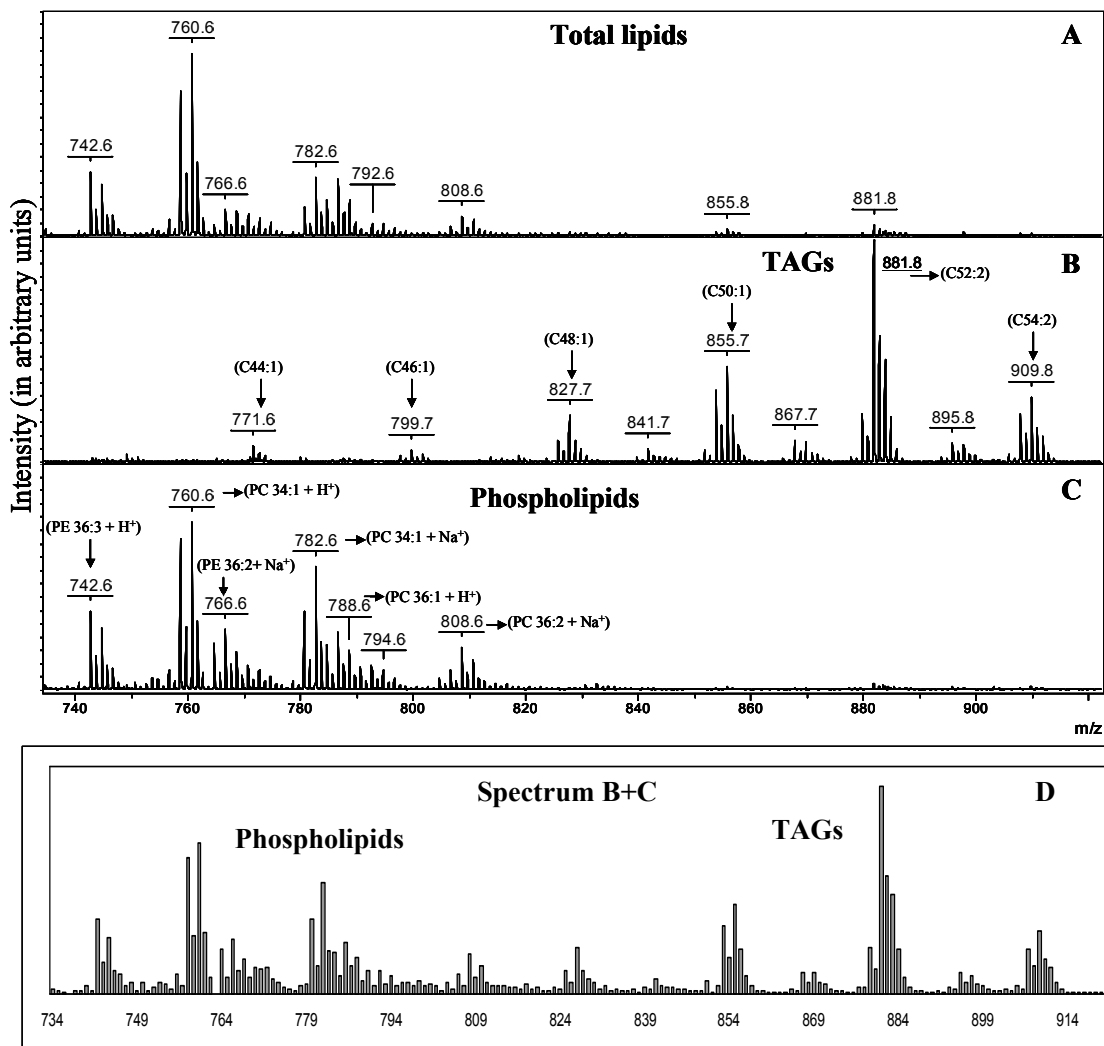 Total lipids A
760.6
742.6
766.6
782.6
792.6
808.6
855.8
881.8
TAGs B
881.8 (C52:2)
(C50:1)
855.7
(C54:2)
909.8
(C48:1)
827.7
(C44:1)
771.6
(C46:1)
799.7
841.7
867.7
895.8
Phospholipids C
760.6 (PC 34:1 + H⁺)
(PE 36:3 + H⁺)
742.6
(PE 36:2+ Na⁺)
766.6
782.6 (PC 34:1 + Na⁺)
788.6 (PC 36:1 + H⁺)
794.6
808.6 (PC 36:2 + Na⁺)
Intensity (in arbitrary units)
740 760 780 800 820 840 860 880 900
m/z
Spectrum B+C D
Phospholipids TAGs
734 749 764 779 794 809 824 839 854 869 884 899 914